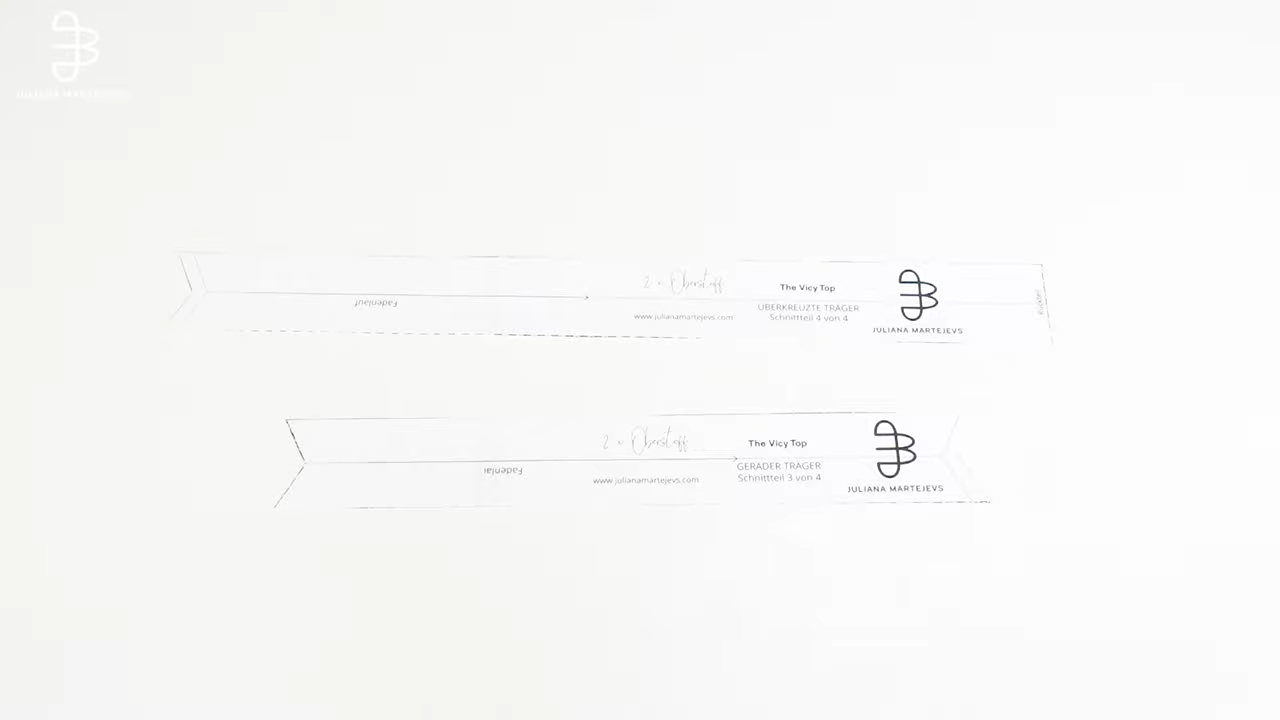 JULIANA MARTEJEVS
2 x Oberstoff
The Vicy Top
Fadenlauf
www.julianamartejevs.com
ÜBERKREUZTE TRÄGER
Schnittteil 4 von 4
JULIANA MARTEJEVS
2 x Oberstoff
The Vicy Top
Fadenlau
www.julianamartejevs.com
GERADER TRÄGER
Schnittteil 3 von 4
JULIANA MARTEJEVS